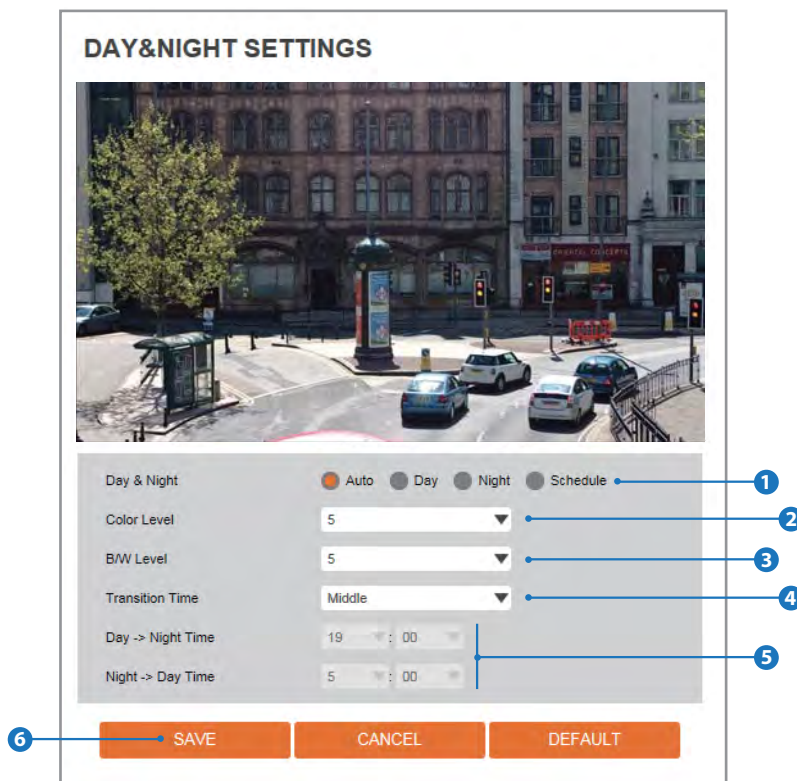 DAY&NIGHT SETTINGS
Day & Night Auto Day Night Schedule 1
Color Level 5 2
B/W Level 5 3
Transition Time Middle 4
Day -> Night Time 19 : 00
5
Night -> Day Time 5 : 00
6 SAVE CANCEL DEFAULT